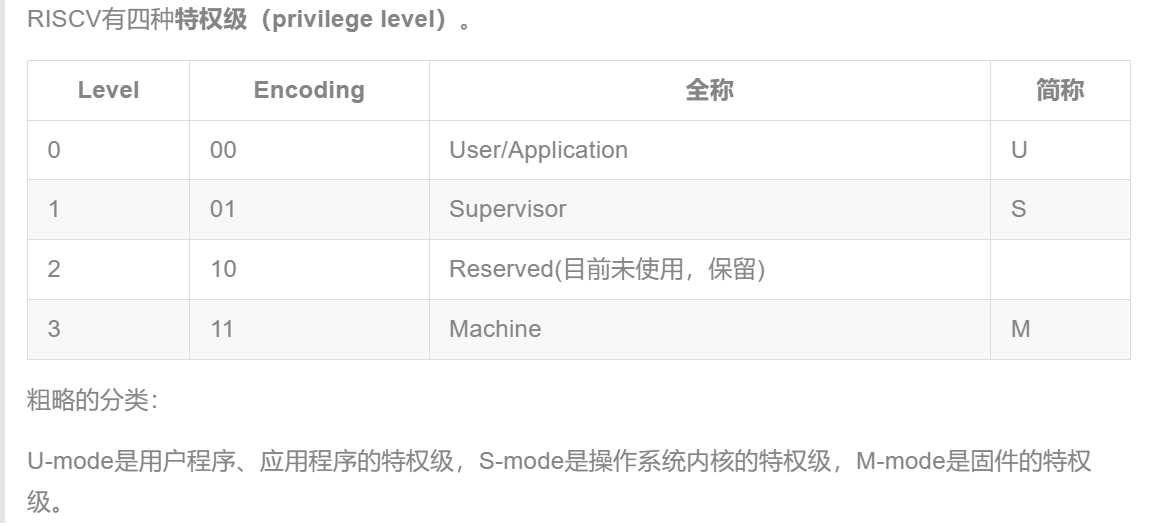 RISCV有四种特权级（privilege level）。
Level Encoding 全称 简称
0 00 User/Application U
1 01 Supervisor S
2 10 Reserved(目前未使用，保留)
3 11 Machine M
粗略的分类：
U-mode是用户程序、应用程序的特权级，S-mode是操作系统内核的特权级，M-mode是固件的特权
级。